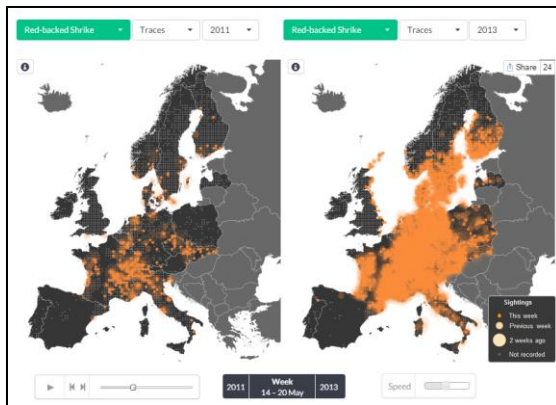 Red-backed Shrike Traces 2011 Red-backed Shrike Traces 2013
Share 24
Sightings
This week
Previous week
2 weeks ago
Not recorded
2011 Week 2013
14 – 20 May
Speed